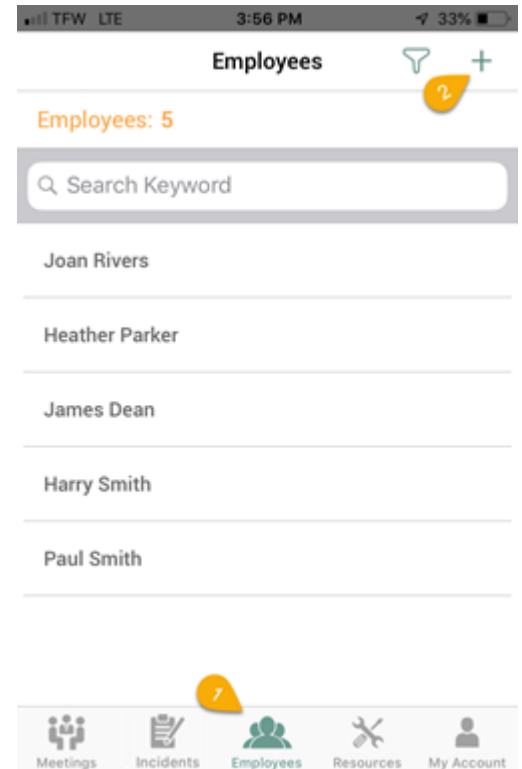 TFW LTE 3:56 PM 33%
Employees
2
Employees: 5
Search Keyword
Joan Rivers
Heather Parker
James Dean
Harry Smith
Paul Smith
1
Meetings Incidents Employees Resources My Account